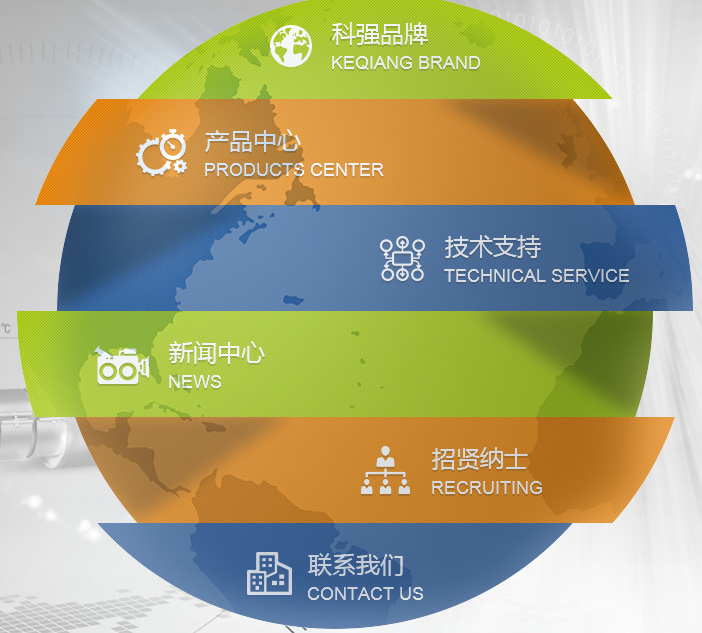 科强品牌
KEQIANG BRAND
产品中心
PRODUCTS CENTER
技术支持
TECHNICAL SERVICE
℃
新闻中心
NEWS
招贤纳士
RECRUITING
联系我们
CONTACT US